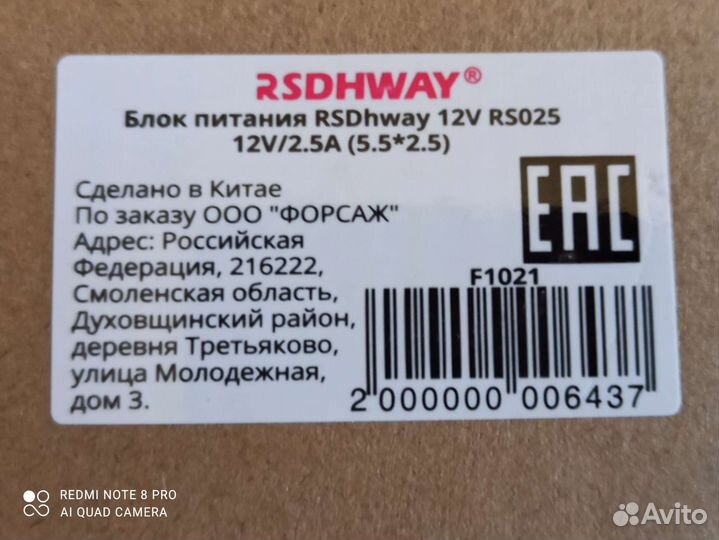 RSDHWAY®
Блок питания RSDhway 12V RS025
12V/2.5A (5.5*2.5)
Сделано в Китае
По заказу ООО "ФОРСАЖ"
Адрес: Российская
Федерация, 216222,
Смоленская область,
Духовщинский район,
деревня Третьяково,
улица Молодежная,
дом 3.
EAC
F1021
2 000000 006437
REDMI NOTE 8 PRO
AI QUAD CAMERA
Avito